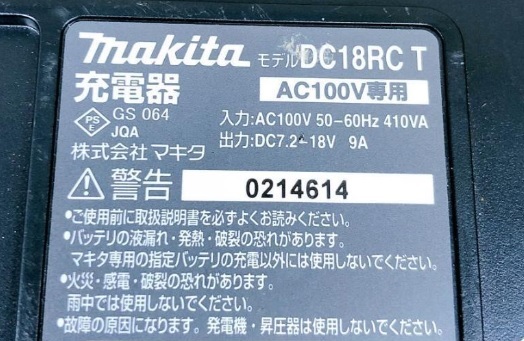 makita モデル DC18RC T
充電器 AC100V専用
PSE GS 064
JQA
入力:AC100V 50-60Hz 410VA
出力:DC7.2-18V 9A
株式会社 マキタ
⚠警告 0214614
•ご使用前に取扱説明書を必ずよくお読みください。
•バッテリの液漏れ・発熱・破裂の恐れがあります。
マキタ専用の指定バッテリの充電以外には使用しないでください。
•火災・感電・破裂の恐れがあります。
雨中では使用しないでください。
•故障の原因になります。発電機・昇圧器は使用しないでください。